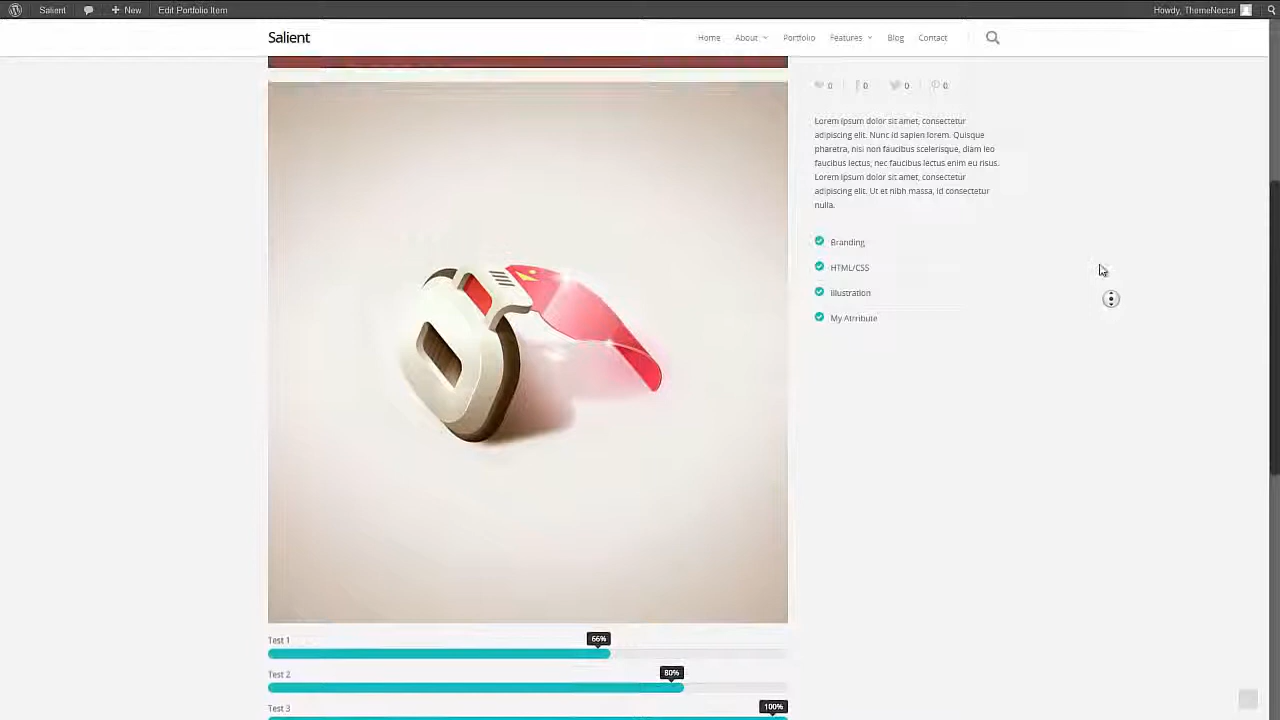 Salient New Edit Portfolio Item Howdy, ThemeNectar
Salient Home About Portfolio Features Blog Contact
0 0 0 0
Lorem ipsum dolor sit amet, consectetur
adipiscing elit. Nunc id sapien lorem. Quisque
pharetra, nisi non faucibus scelerisque, diam leo
faucibus lectus, nec faucibus lectus enim eu risus.
Lorem ipsum dolor sit amet, consectetur
adipiscing elit. Ut et nibh massa, id consectetur
nulla.
Branding
HTML/CSS
Illustration
My Atrribute
Test 1 66%
Test 2 80%
Test 3 100%